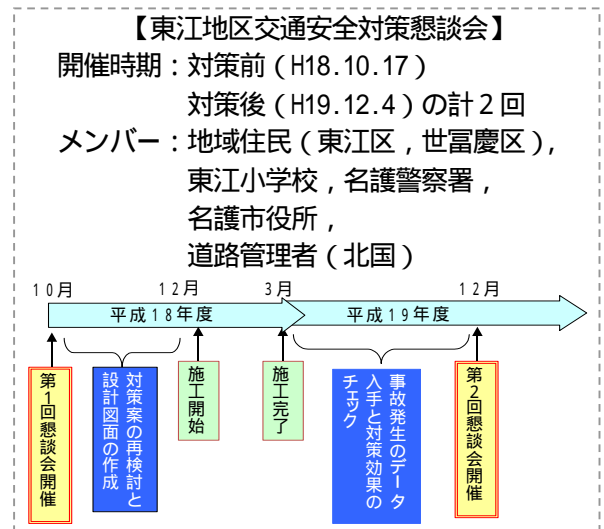 【東江地区交通安全対策懇談会】
開催時期：対策前（H18.10.17）
対策後（H19.12.4）の計２回
メンバー：地域住民（東江区，世冨慶区），
東江小学校，名護警察署，
名護市役所，
道路管理者（北国）
10月
12月
3月
12月
平成18年度
平成19年度
第1回懇談会開催
対策案の再検討と
設計図面の作成
施工開始
施工完了
事故発生のデータ
入手と対策効果の
チェック
第2回懇談会開催